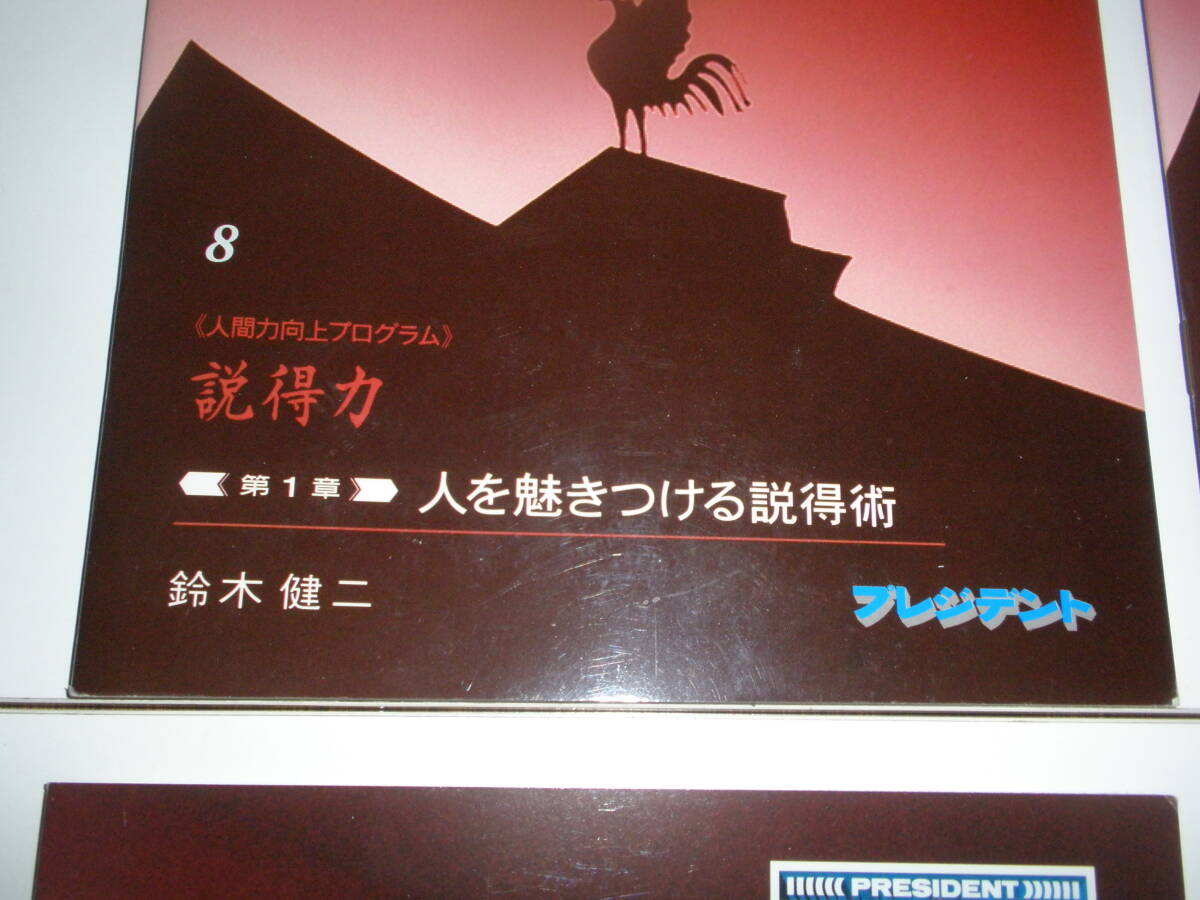 8
《人間力向上プログラム》
説得力
第1章 人を魅きつける説得術
鈴木健二
プレジデント
PRESIDENT